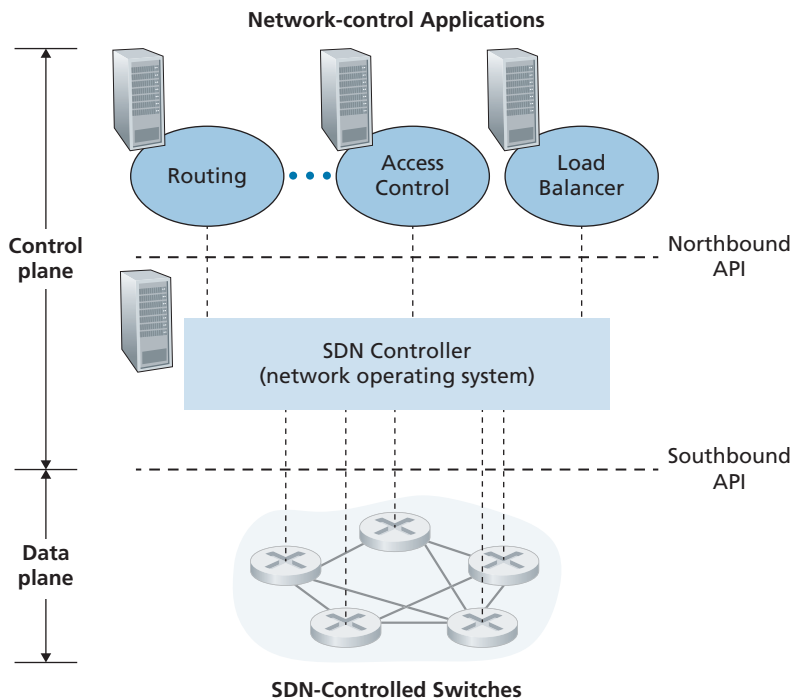 Network-control Applications
Routing
Access
Control
Load
Balancer
Control
plane
Northbound
API
SDN Controller
(network operating system)
Southbound
API
Data
plane
SDN-Controlled Switches